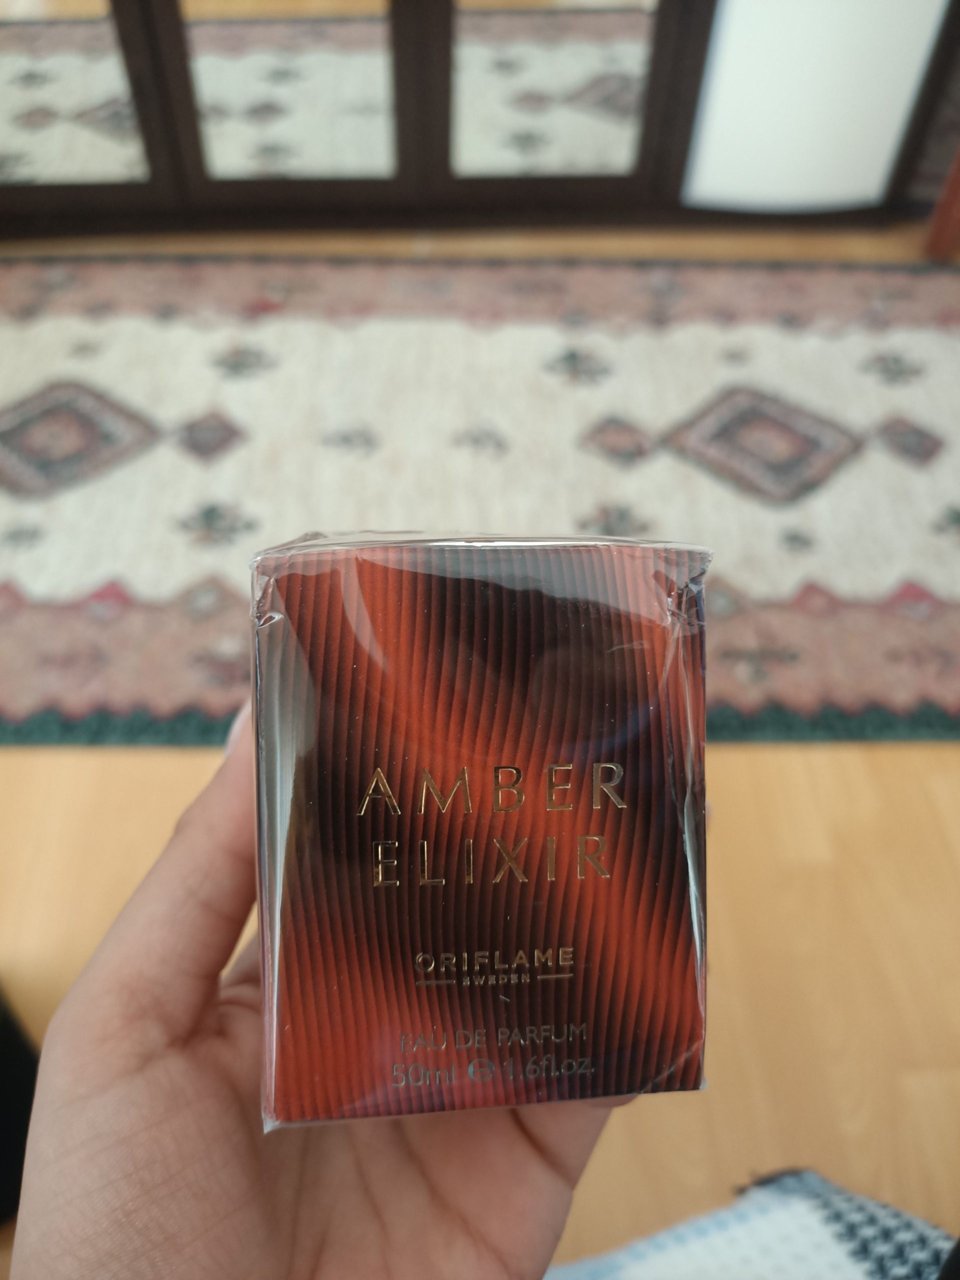 AMBER
ELIXIR
ORIFLAME
SWEDEN
EAU DE PARFUM
50ml ℮ 1.6fl.oz.